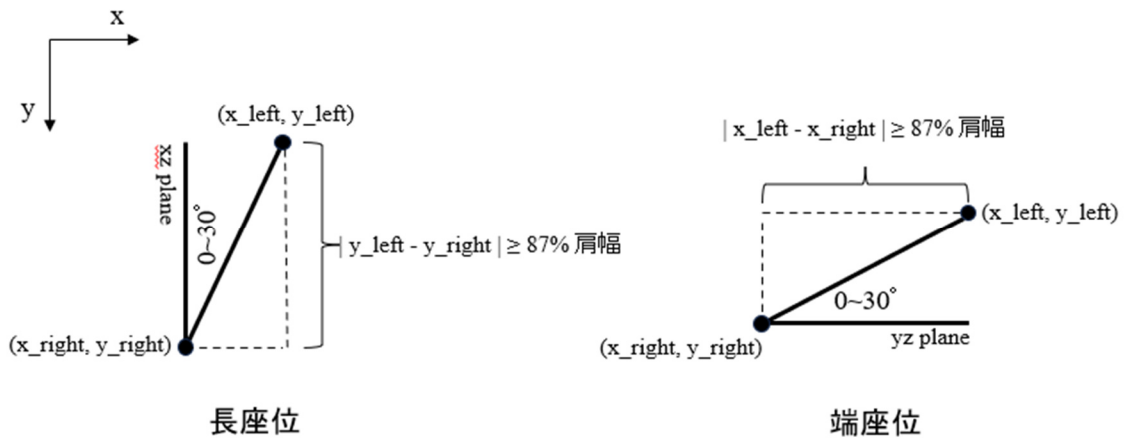 x
y
(x_left, y_left)
xz plane
0~30°
| y_left - y_right | ≥ 87% 肩幅
(x_right, y_right)
長座位
| x_left - x_right | ≥ 87% 肩幅
(x_left, y_left)
0~30°
(x_right, y_right)
yz plane
端座位